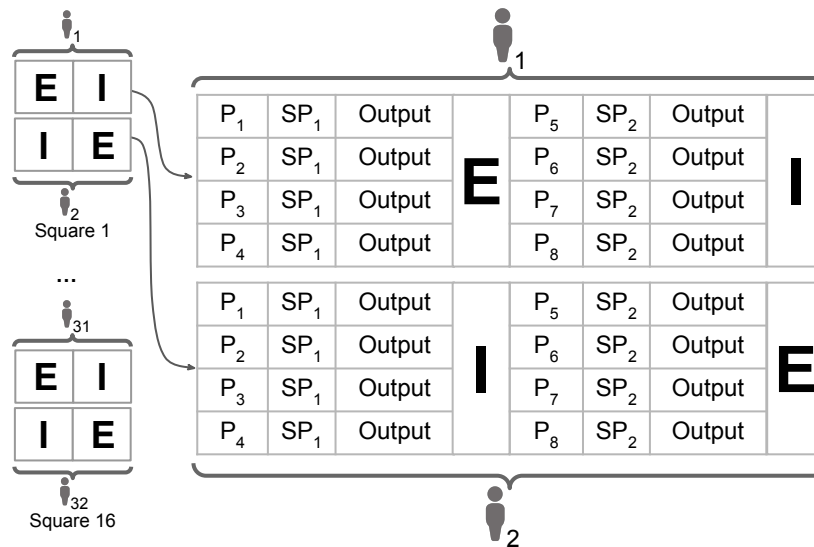 1
E I
I E
2
Square 1
...
31
E I
I E
32
Square 16
1
P1 SP1 Output E P5 SP2 Output I
P2 SP1 Output P6 SP2 Output
P3 SP1 Output P7 SP2 Output
P4 SP1 Output P8 SP2 Output
P1 SP1 Output I P5 SP2 Output E
P2 SP1 Output P6 SP2 Output
P3 SP1 Output P7 SP2 Output
P4 SP1 Output P8 SP2 Output
2